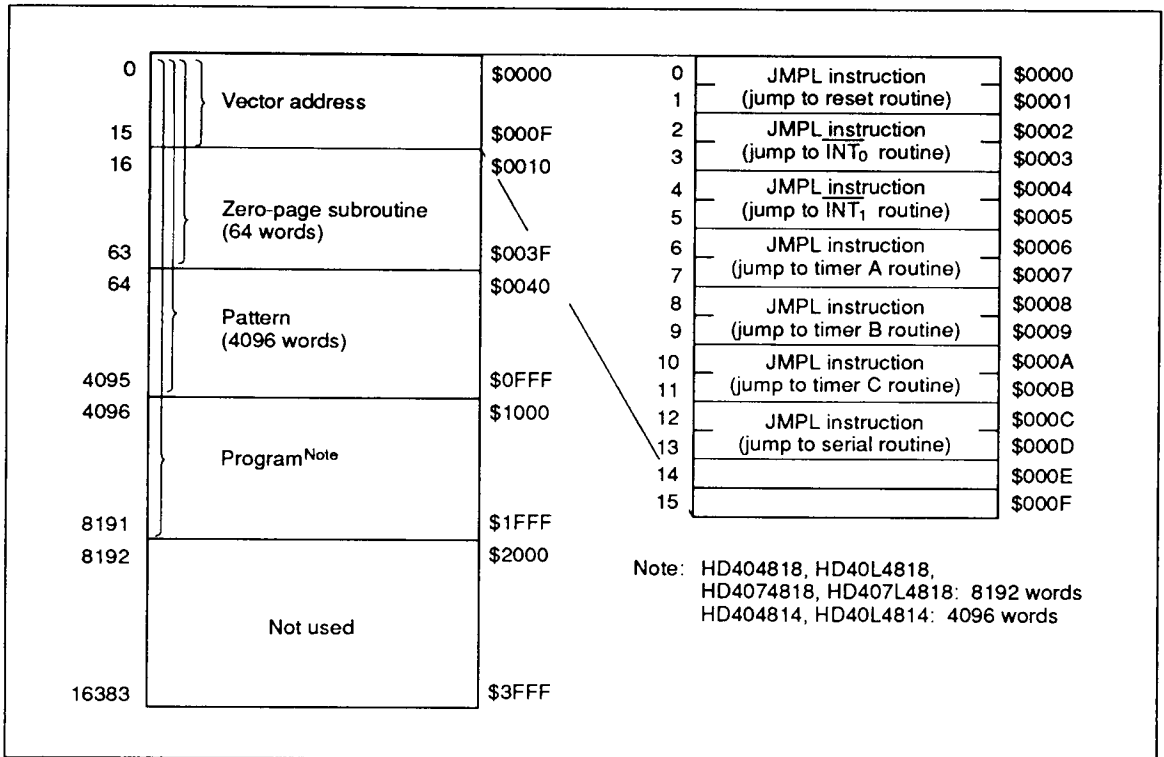 0 $0000
Vector address
15 $000F
16 $0010
Zero-page subroutine
(64 words)
63 $003F
64 $0040
Pattern
(4096 words)
4095 $0FFF
4096 $1000
Program Note
8191 $1FFF
8192 $2000
Not used
16383 $3FFF
0 JMPL instruction $0000
1 (jump to reset routine) $0001
2 JMPL instruction $0002
3 (jump to I̅N̅T̅₀ routine) $0003
4 JMPL instruction $0004
5 (jump to I̅N̅T̅₁ routine) $0005
6 JMPL instruction $0006
7 (jump to timer A routine) $0007
8 JMPL instruction $0008
9 (jump to timer B routine) $0009
10 JMPL instruction $000A
11 (jump to timer C routine) $000B
12 JMPL instruction $000C
13 (jump to serial routine) $000D
14 $000E
15 $000F
Note: HD404818, HD40L4818,
HD4074818, HD407L4818: 8192 words
HD404814, HD40L4814: 4096 words